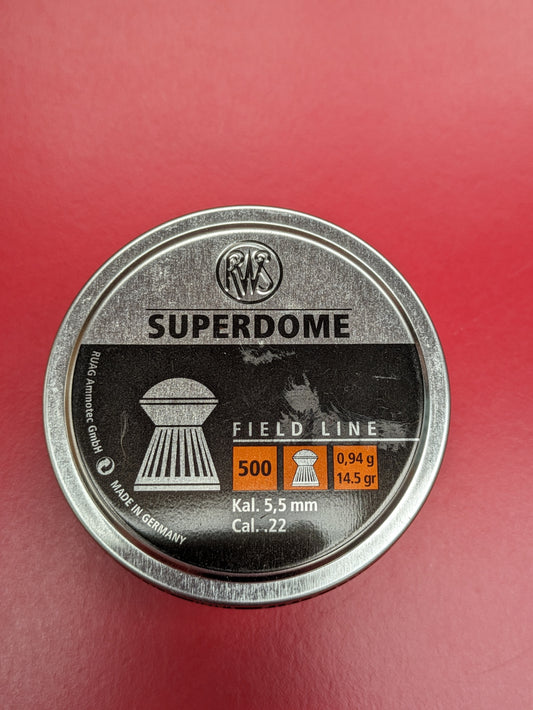 RWS
SUPERDOME
RUAG Ammotec GmbH
MADE IN GERMANY
FIELD LINE
500
0,94 g
14.5 gr
Kal. 5,5 mm
Cal. .22